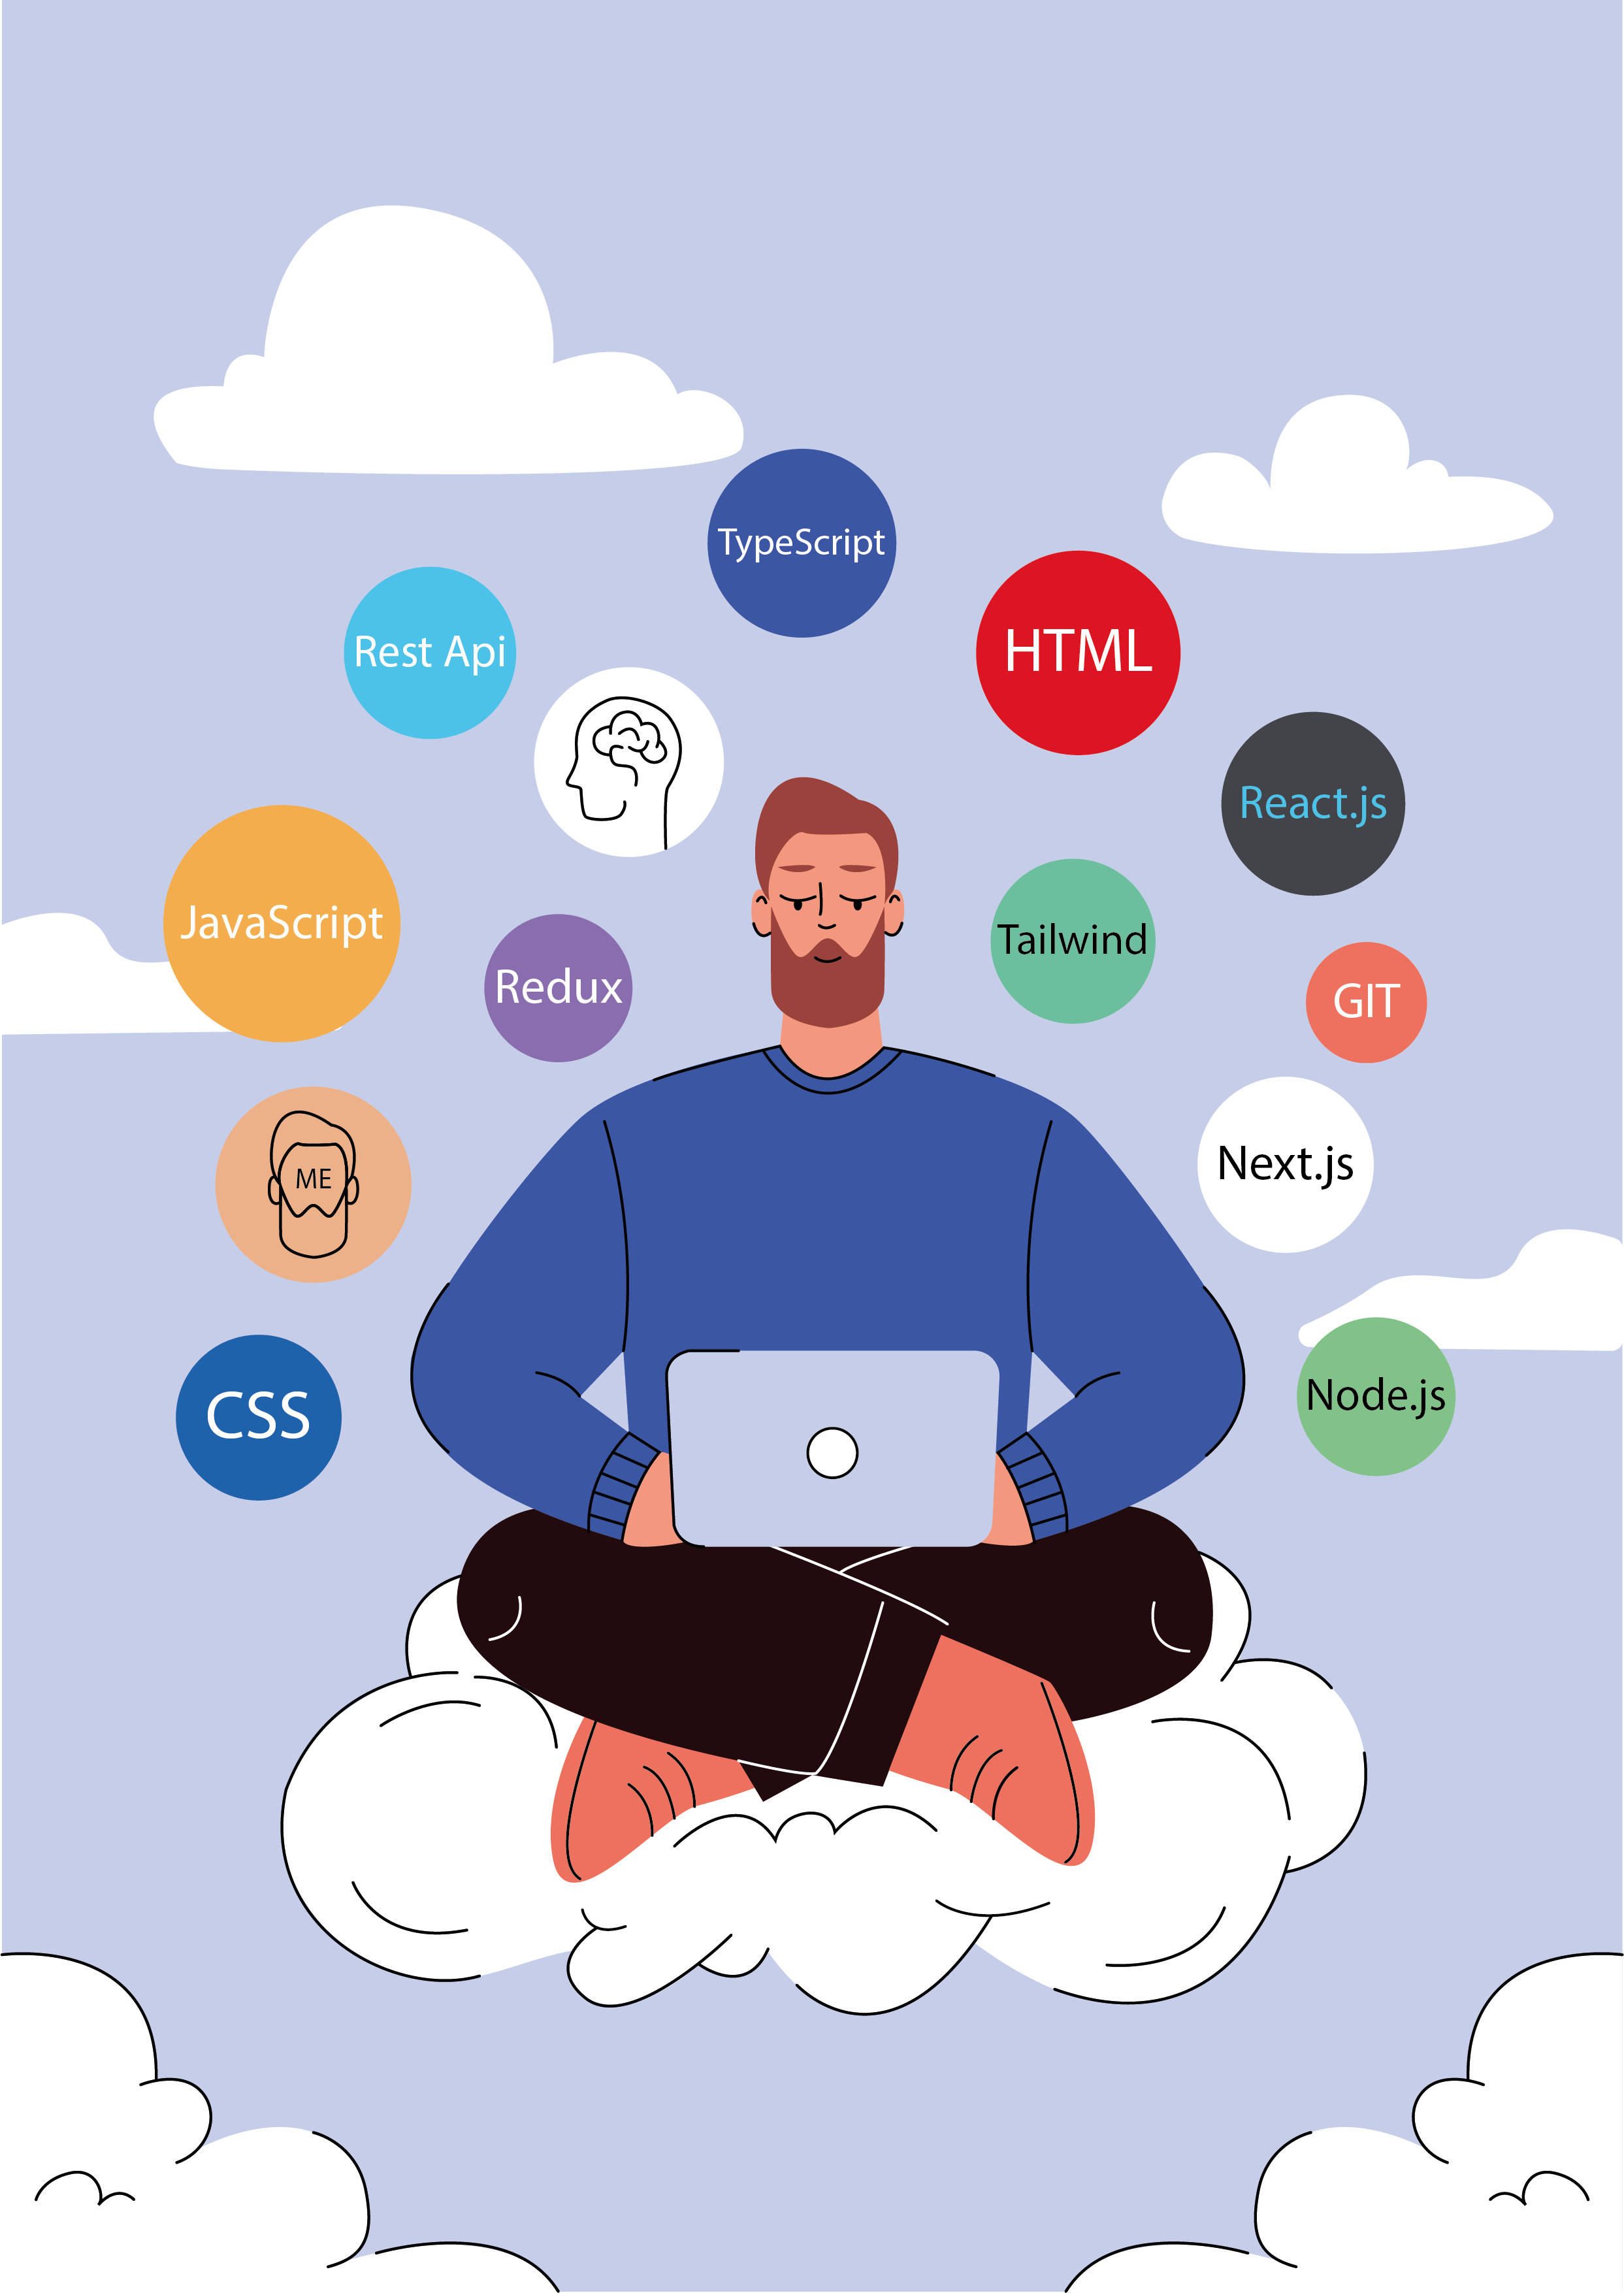 TypeScript
Rest Api
HTML
React.js
JavaScript
Tailwind
Redux
GIT
ME
Next.js
CSS
Node.js